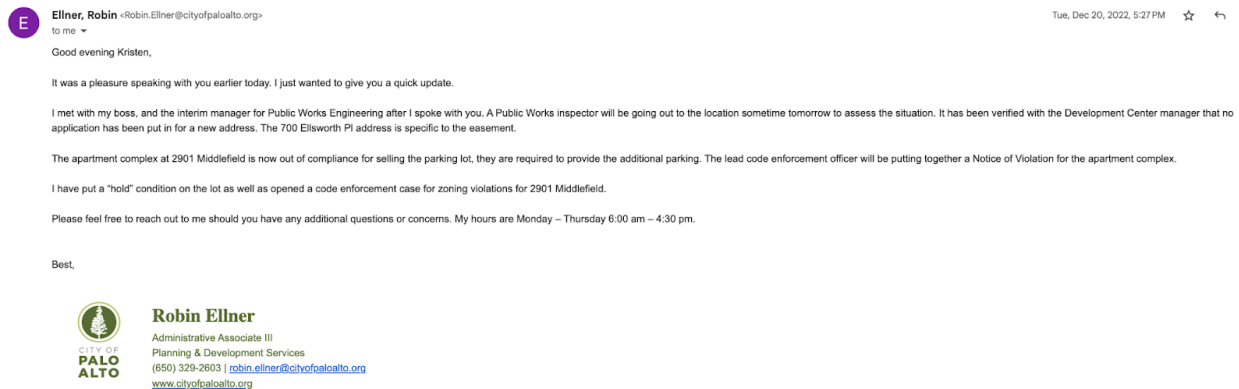 E
Ellner, Robin <Robin.Ellner@cityofpaloalto.org>
Tue, Dec 20, 2022, 5:27 PM
to me
Good evening Kristen,
It was a pleasure speaking with you earlier today. I just wanted to give you a quick update.
I met with my boss, and the interim manager for Public Works Engineering after I spoke with you. A Public Works inspector will be going out to the location sometime tomorrow to assess the situation. It has been verified with the Development Center manager that no
application has been put in for a new address. The 700 Ellsworth Pl address is specific to the easement.
The apartment complex at 2901 Middlefield is now out of compliance for selling the parking lot, they are required to provide the additional parking. The lead code enforcement officer will be putting together a Notice of Violation for the apartment complex.
I have put a “hold” condition on the lot as well as opened a code enforcement case for zoning violations for 2901 Middlefield.
Please feel free to reach out to me should you have any additional questions or concerns. My hours are Monday – Thursday 6:00 am – 4:30 pm.
Best,
CITY OF
PALO
ALTO
Robin Ellner
Administrative Associate III
Planning & Development Services
(650) 329-2603 | robin.ellner@cityofpaloalto.org
www.cityofpaloalto.org